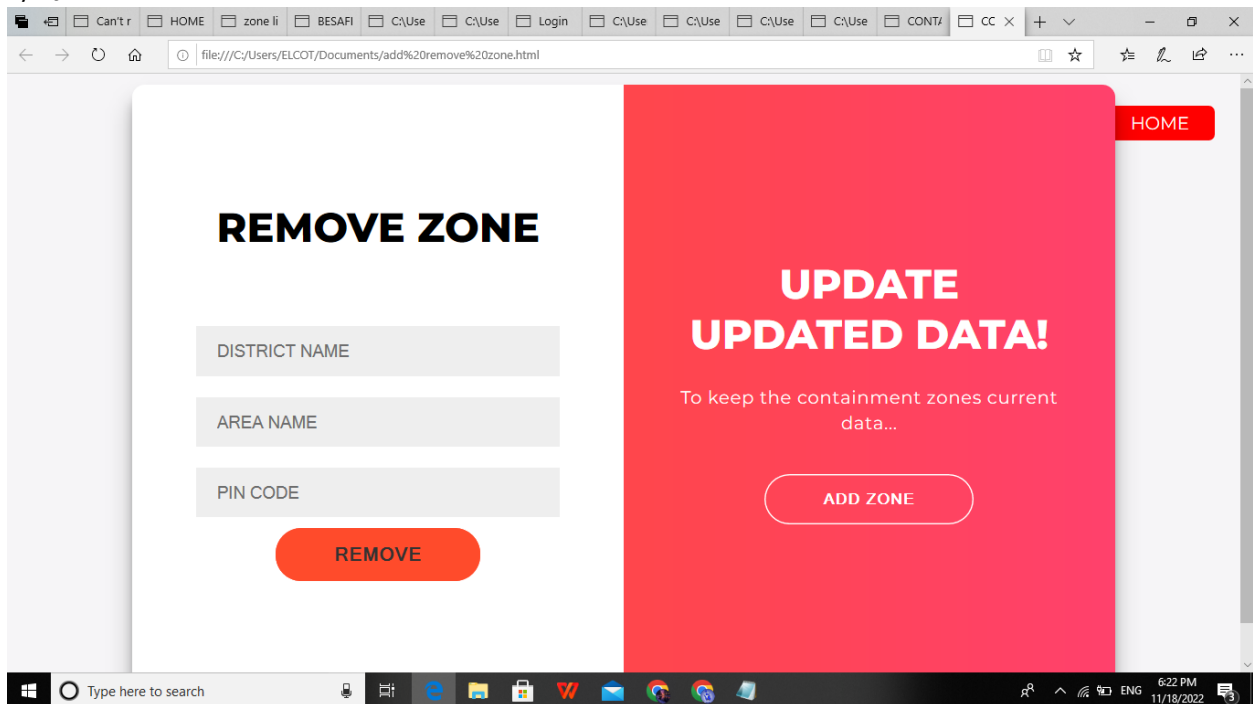 Can't r
HOME
zone li
BESAFI
C:\Use
C:\Use
Login
C:\Use
C:\Use
C:\Use
C:\Use
CONTA
CC
file:///C:/Users/ELCOT/Documents/add%20remove%20zone.html
HOME
REMOVE ZONE
DISTRICT NAME
AREA NAME
PIN CODE
REMOVE
UPDATE
UPDATED DATA!
To keep the containment zones current
data...
ADD ZONE
Type here to search
ENG
6:22 PM
11/18/2022
3